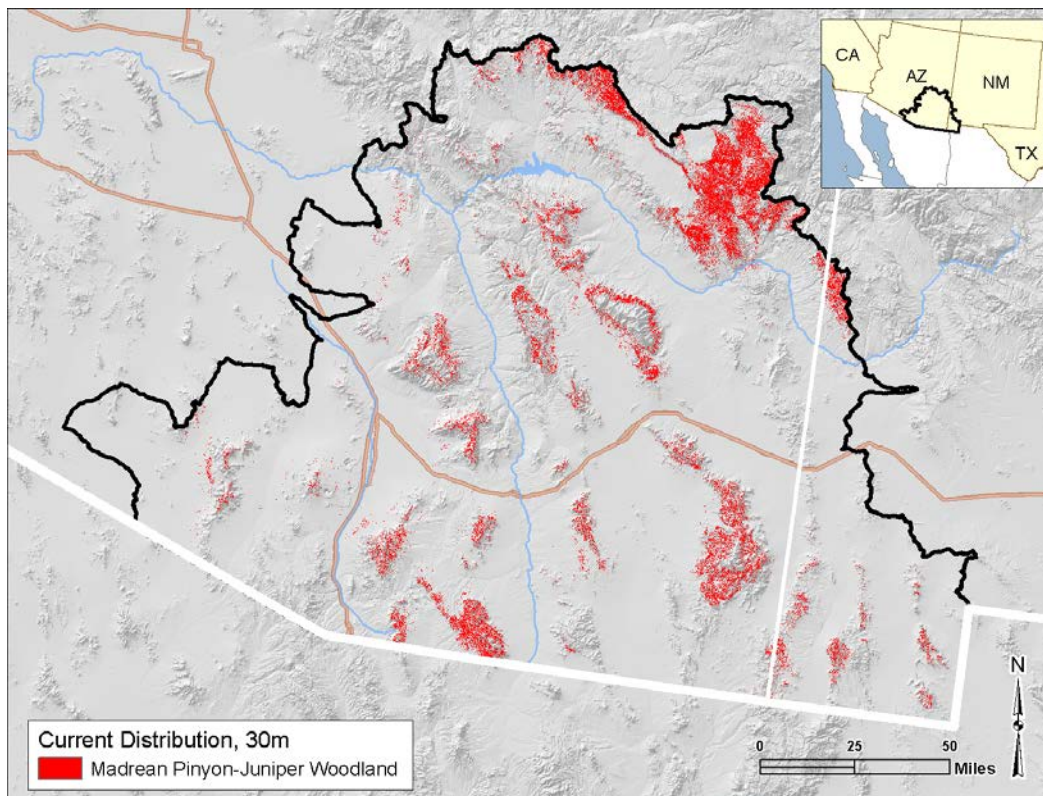 CA
AZ
NM
TX
N
Current Distribution, 30m
Madrean Pinyon-Juniper Woodland
0 25 50
Miles